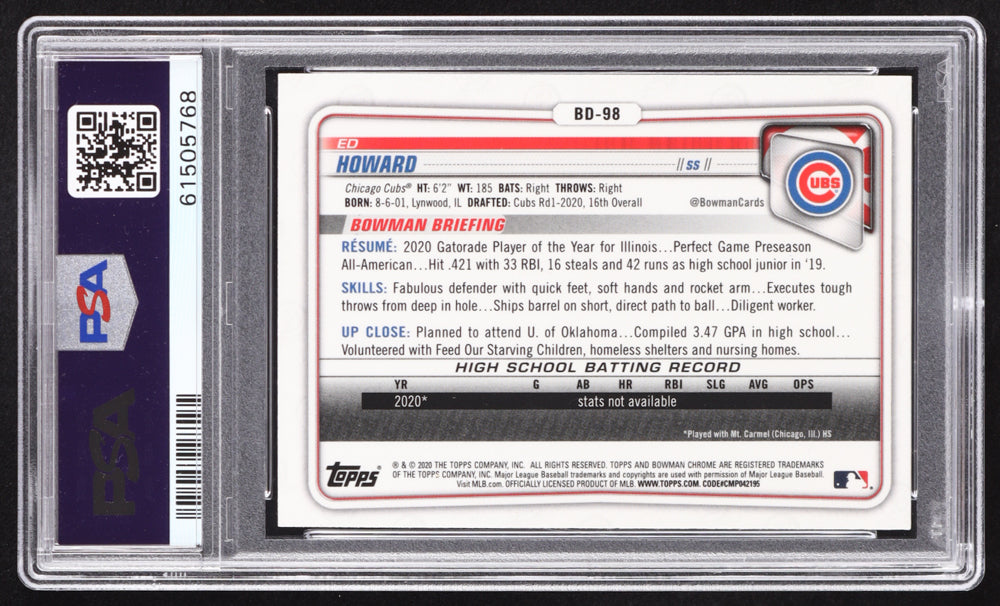 61505768
PSA
PSA
BD-98
ED
HOWARD
// SS //
CUBS
Chicago Cubs® HT: 6'2" WT: 185 BATS: Right THROWS: Right
BORN: 8-6-01, Lynwood, IL DRAFTED: Cubs Rd1-2020, 16th Overall
@BowmanCards
BOWMAN BRIEFING
RÉSUMÉ: 2020 Gatorade Player of the Year for Illinois...Perfect Game Preseason
All-American...Hit .421 with 33 RBI, 16 steals and 42 runs as high school junior in '19.
SKILLS: Fabulous defender with quick feet, soft hands and rocket arm...Executes tough
throws from deep in hole...Ships barrel on short, direct path to ball...Diligent worker.
UP CLOSE: Planned to attend U. of Oklahoma...Compiled 3.47 GPA in high school...
Volunteered with Feed Our Starving Children, homeless shelters and nursing homes.
HIGH SCHOOL BATTING RECORD
YR G AB HR RBI SLG AVG OPS
2020* stats not available
*Played with Mt. Carmel (Chicago, Ill.) HS
Topps
® & © 2020 THE TOPPS COMPANY, INC. ALL RIGHTS RESERVED. TOPPS AND BOWMAN CHROME ARE REGISTERED TRADEMARKS
OF THE TOPPS COMPANY, INC. Major League Baseball trademarks and copyrights are used with permission of Major League Baseball.
Visit MLB.com. OFFICIALLY LICENSED PRODUCT OF MLB. WWW.TOPPS.COM. CODE#CMP042195